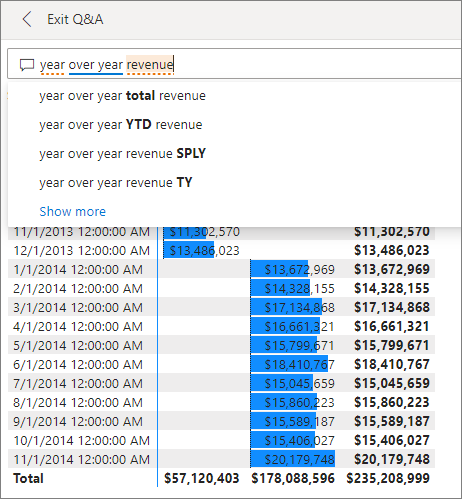 Exit Q&A
year over year revenue
year over year total revenue
year over year YTD revenue
year over year revenue SPLY
year over year revenue TY
Show more
11/1/2013 12:00:00 AM $11,302,570 $11,302,570
12/1/2013 12:00:00 AM $13,486,023 $13,486,023
1/1/2014 12:00:00 AM $13,672,969 $13,672,969
2/1/2014 12:00:00 AM $14,328,155 $14,328,155
3/1/2014 12:00:00 AM $17,134,868 $17,134,868
4/1/2014 12:00:00 AM $16,661,321 $16,661,321
5/1/2014 12:00:00 AM $15,799,671 $15,799,671
6/1/2014 12:00:00 AM $18,410,767 $18,410,767
7/1/2014 12:00:00 AM $15,045,659 $15,045,659
8/1/2014 12:00:00 AM $15,860,223 $15,860,223
9/1/2014 12:00:00 AM $15,589,187 $15,589,187
10/1/2014 12:00:00 AM $15,406,027 $15,406,027
11/1/2014 12:00:00 AM $20,179,748 $20,179,748
Total $57,120,403 $178,088,596 $235,208,999